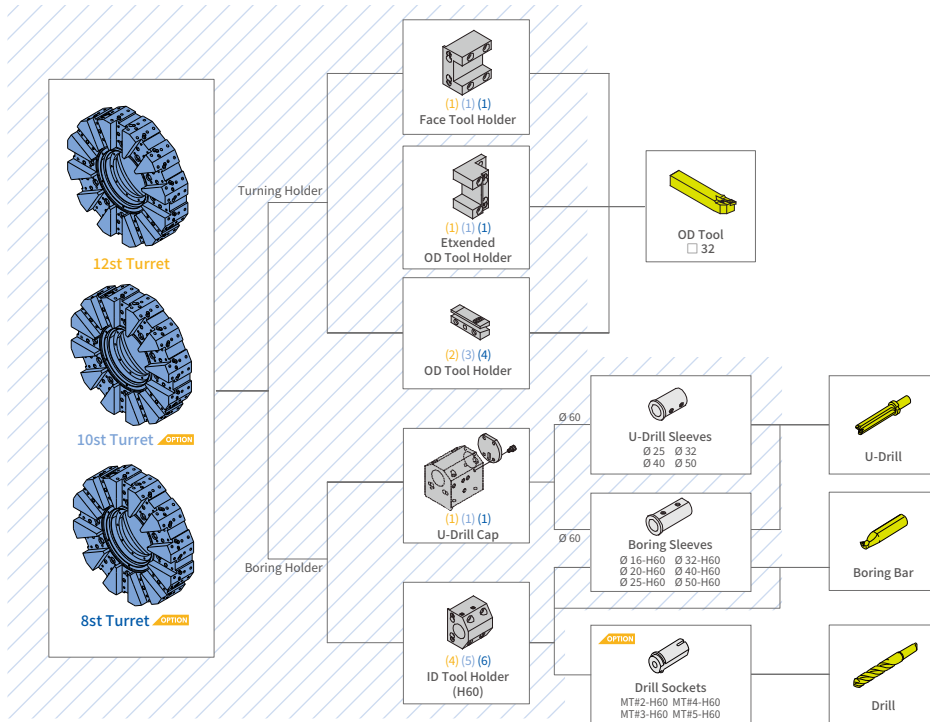 12st Turret
10st Turret OPTION
8st Turret OPTION
Turning Holder
Boring Holder
(1) (1) (1)
Face Tool Holder
(1) (1) (1)
Etxended
OD Tool Holder
(2) (3) (4)
OD Tool Holder
OD Tool
□ 32
(1) (1) (1)
U-Drill Cap
(4) (5) (6)
ID Tool Holder
(H60)
Ø 60
U-Drill Sleeves
Ø 25 Ø 32
Ø 40 Ø 50
Ø 60
Boring Sleeves
Ø 16-H60 Ø 32-H60
Ø 20-H60 Ø 40-H60
Ø 25-H60 Ø 50-H60
OPTION
Drill Sockets
MT#2-H60 MT#4-H60
MT#3-H60 MT#5-H60
U-Drill
Boring Bar
Drill